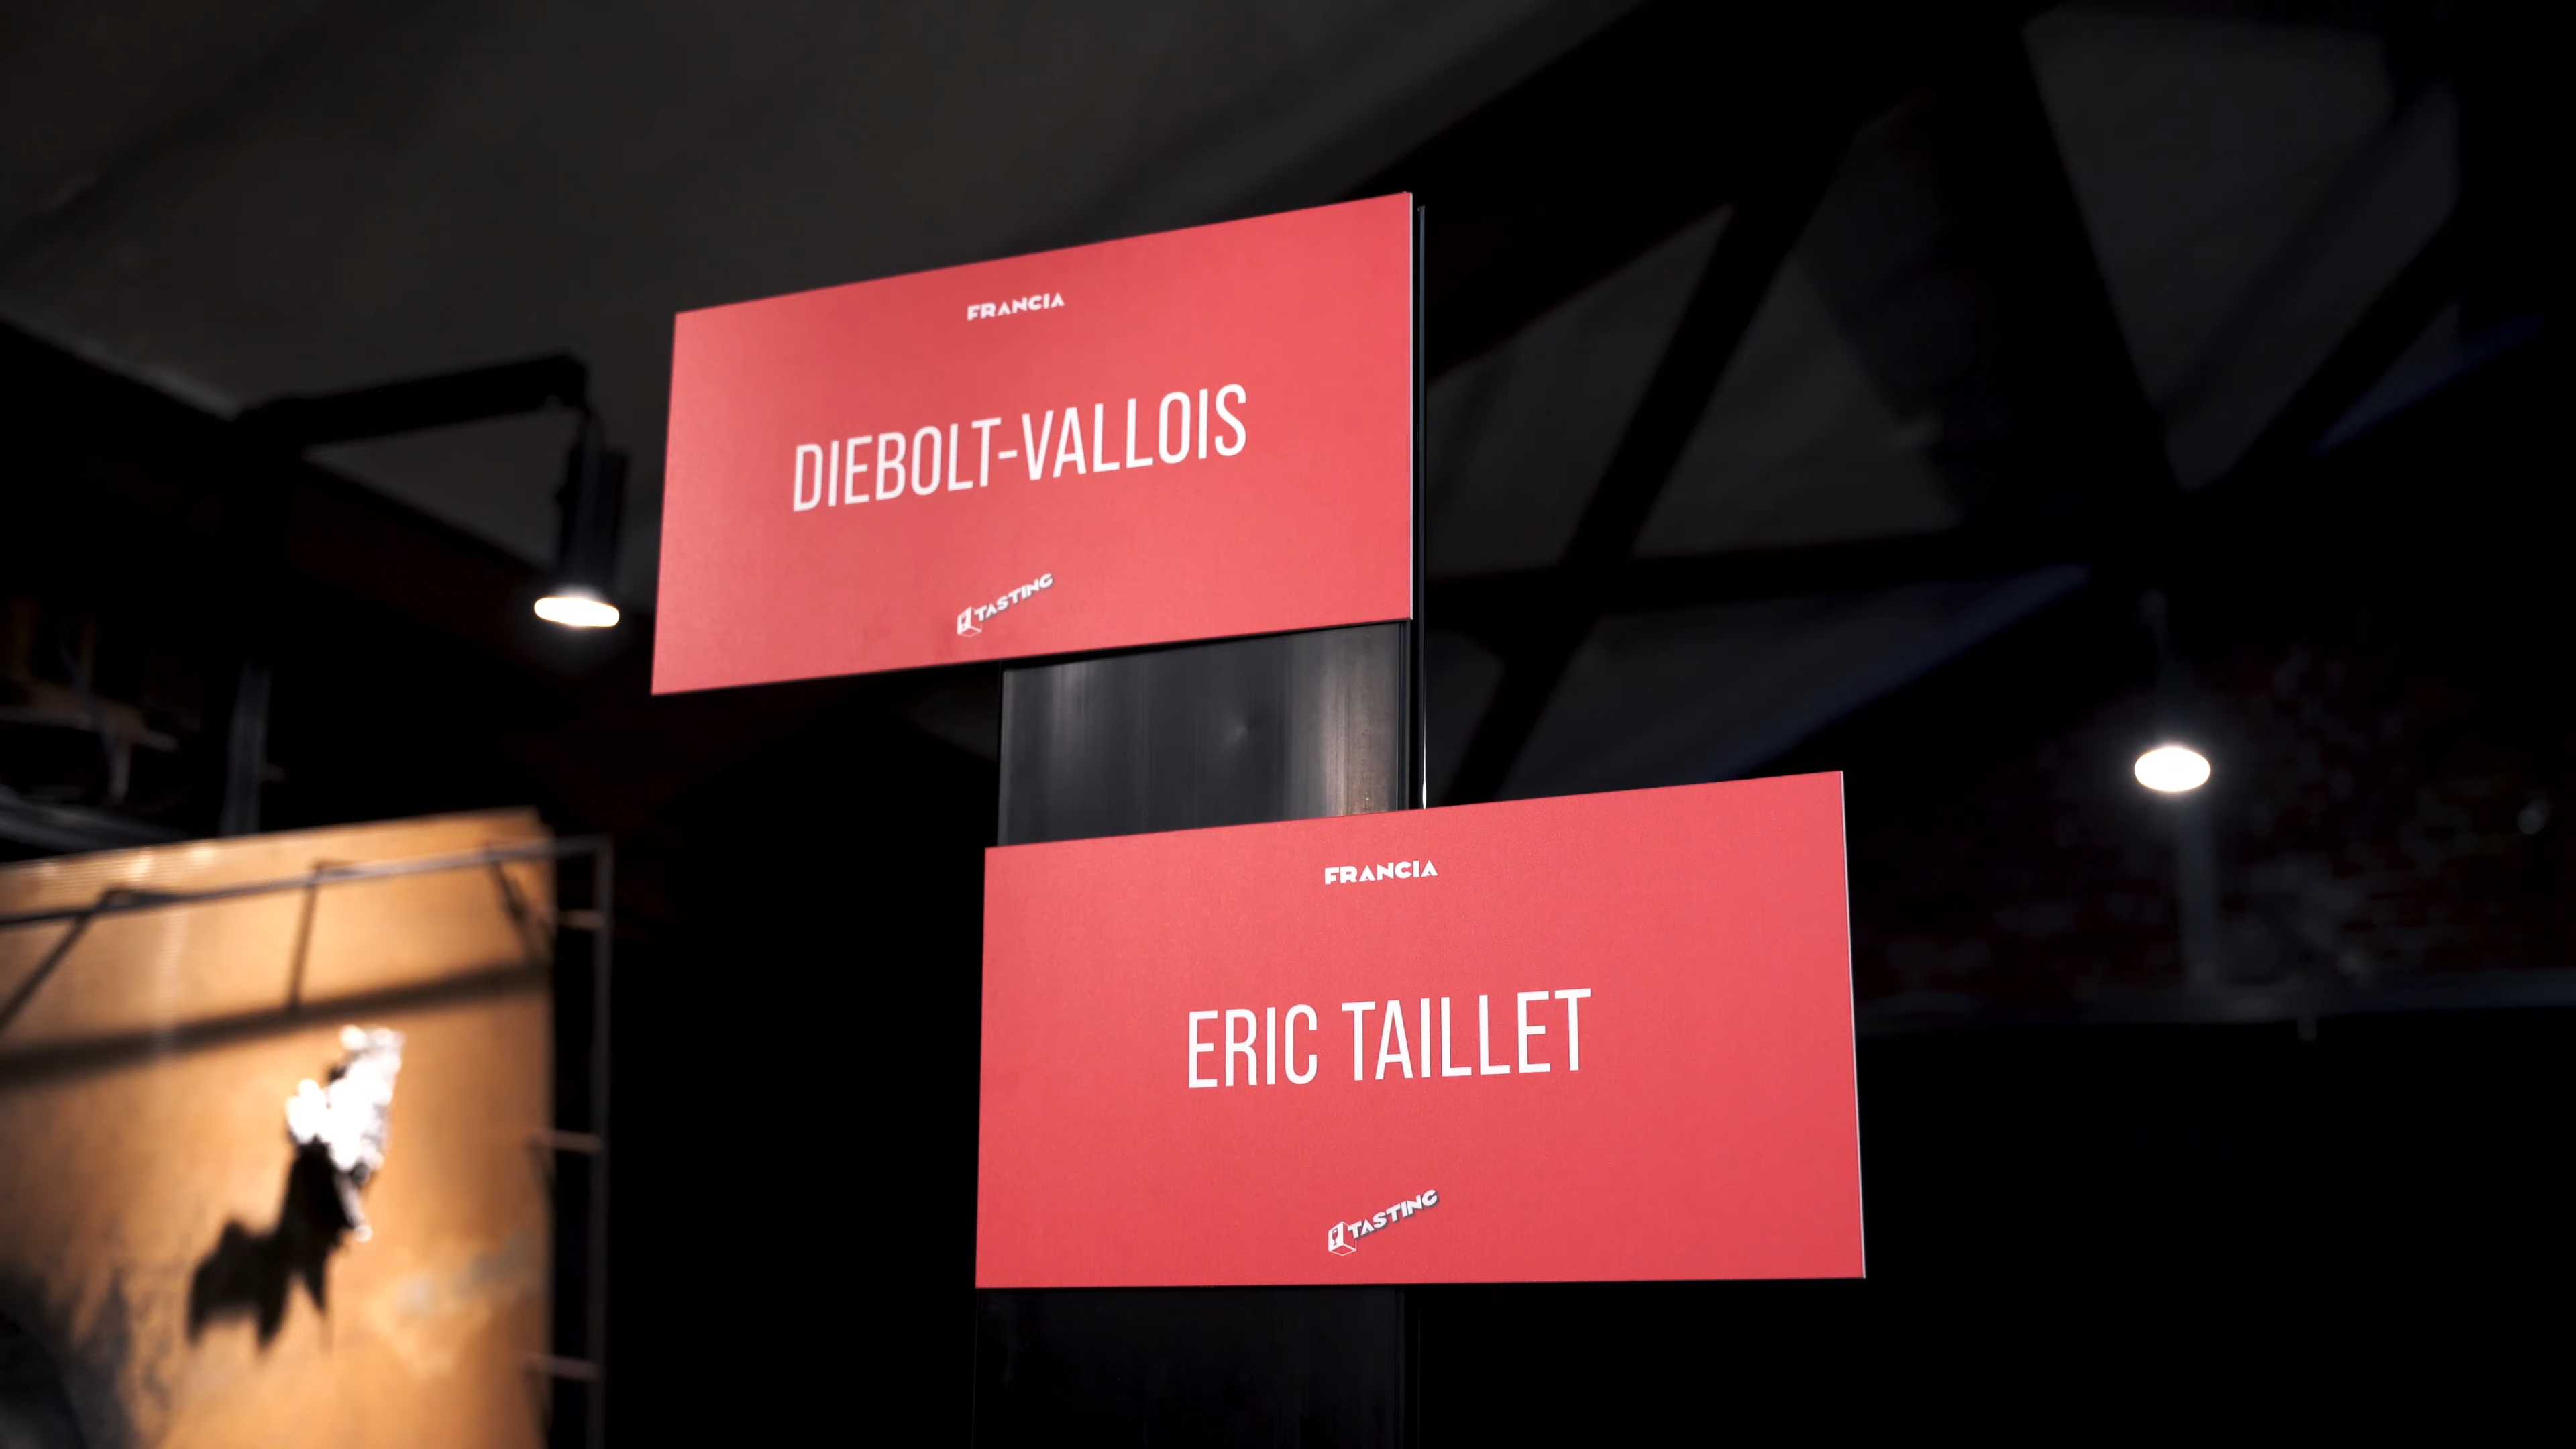 FRANCIA
DIEBOLT-VALLOIS
TASTING
FRANCIA
ERIC TAILLET
TASTING